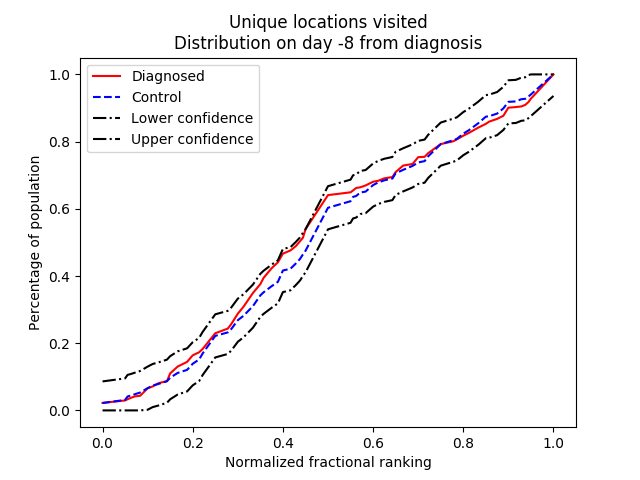 Unique locations visited
Distribution on day -8 from diagnosis
Diagnosed
Control
Lower confidence
Upper confidence
Percentage of population
1.0
0.8
0.6
0.4
0.2
0.0
0.0 0.2 0.4 0.6 0.8 1.0
Normalized fractional ranking